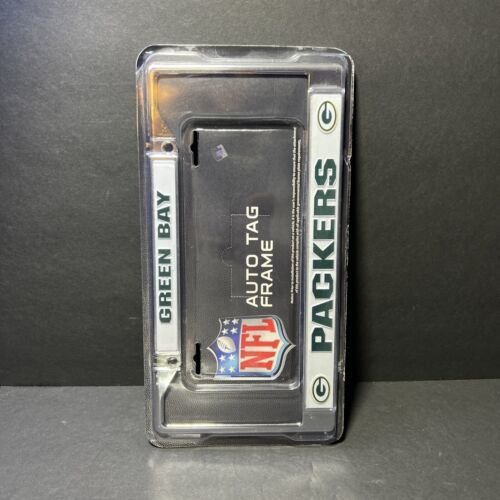 GREEN BAY
AUTO TAG
FRAME
NFL
G
PACKERS
G